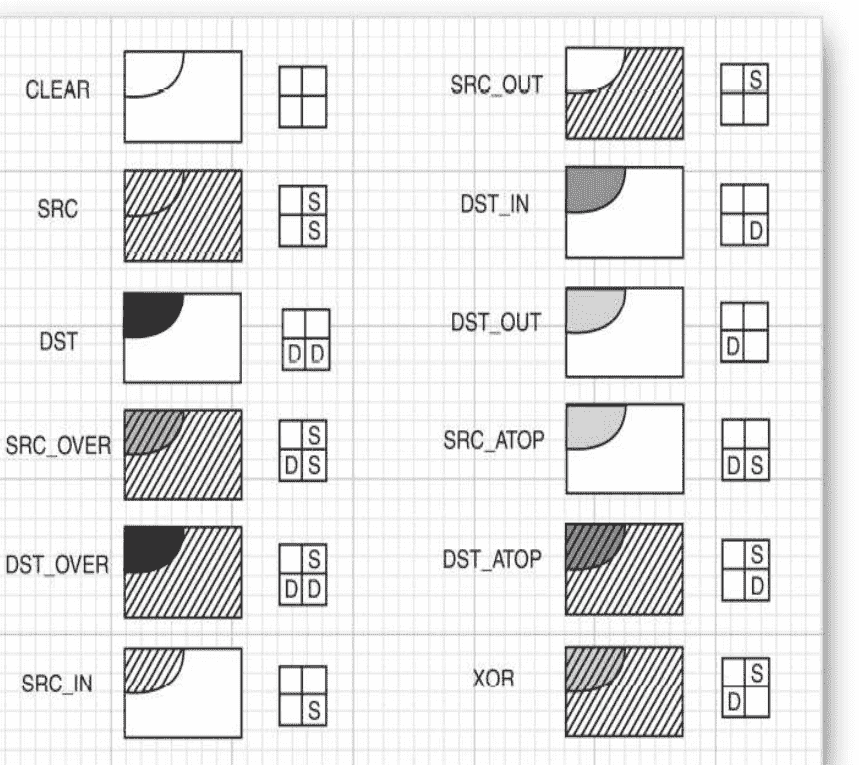 CLEAR
SRC
S
S
DST
D D
SRC_OVER
S
D S
DST_OVER
S
D D
SRC_IN
S
SRC_OUT
S
DST_IN
D
DST_OUT
D
SRC_ATOP
D S
DST_ATOP
S
D
XOR
S
D